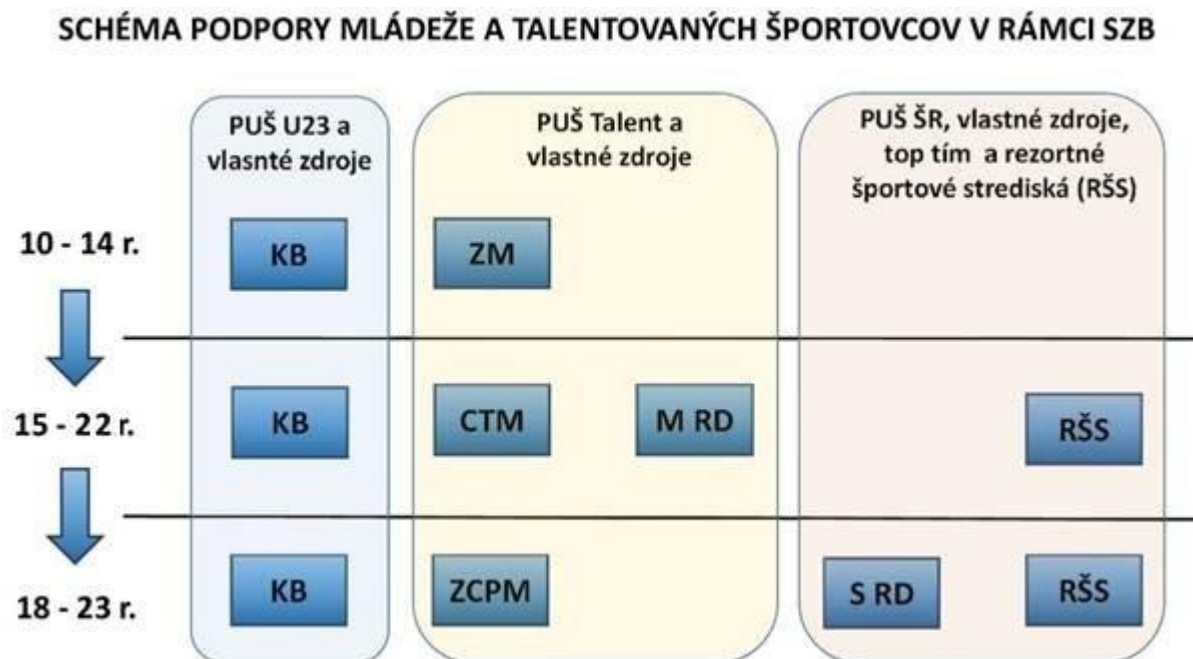 SCHÉMA PODPORY MLÁDEŽE A TALENTOVANÝCH ŠPORTOVCOV V RÁMCI SZB
PUŠ U23 a
vlasnté zdroje
PUŠ Talent a
vlastné zdroje
PUŠ ŠR, vlastné zdroje,
top tím a rezortné
športové strediská (RŠS)
10 - 14 r.
KB
ZM
15 - 22 r.
KB
CTM
M RD
RŠS
18 - 23 r.
KB
ZCPM
S RD
RŠS